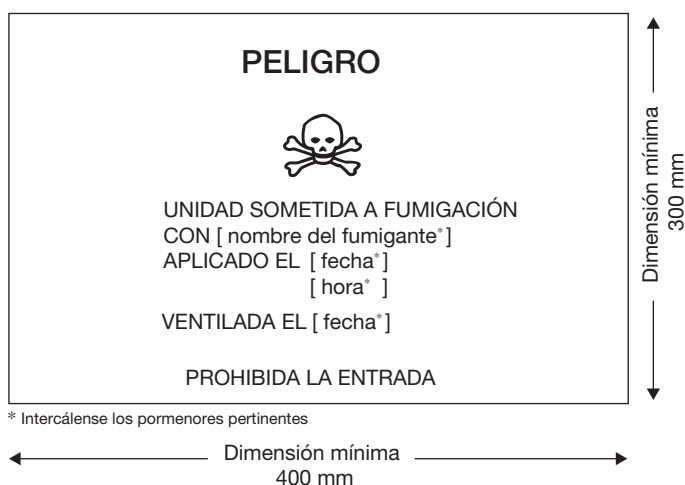 PELIGRO
UNIDAD SOMETIDA A FUMIGACIÓN
CON [ nombre del fumigante* ]
APLICADO EL [ fecha* ]
[ hora* ]
VENTILADA EL [ fecha* ]
PROHIBIDA LA ENTRADA
* Intercálense los pormenores pertinentes
Dimensión mínima
400 mm
Dimensión mínima
300 mm